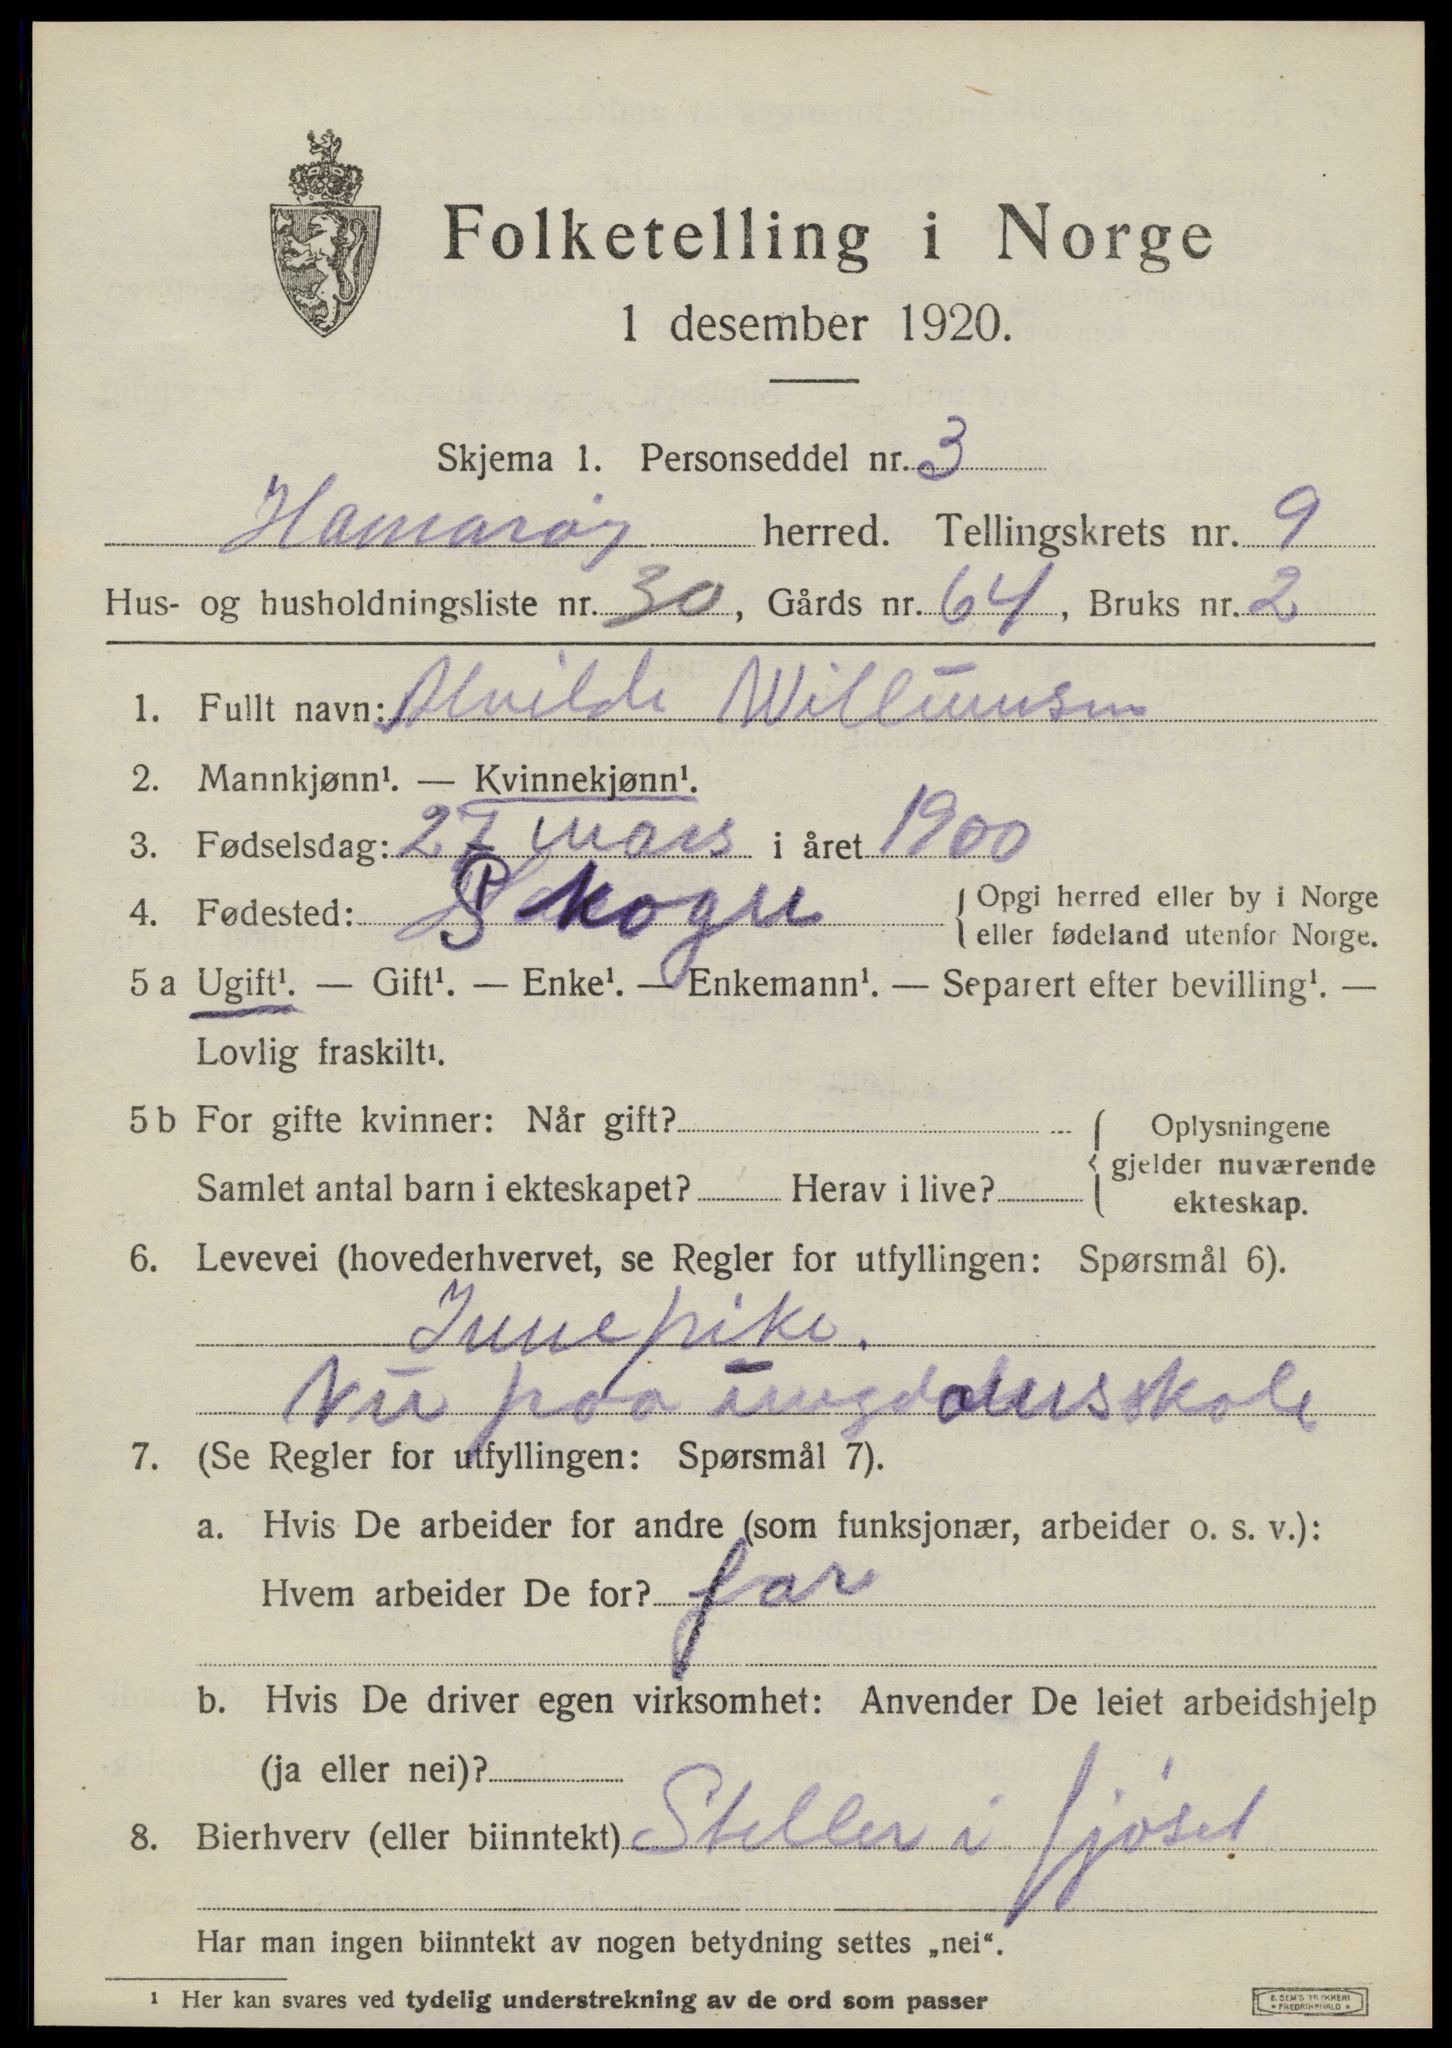 Folketelling i Norge
1 desember 1920.
Skjema 1. Personseddel nr. 3
Hamarøy herred. Tellingskrets nr. 9
Hus- og husholdningsliste nr. 30, Gårds nr. 64, Bruks nr. 2
1. Fullt navn: Alvilde Willumsen
2. Mannkjønn¹. — Kvinnekjønn¹.
3. Fødselsdag: 27 mars i året 1900
4. Fødested: Skogu { Opgi herred eller by i Norge
eller fødeland utenfor Norge.
5 a Ugift¹. — Gift¹. — Enke¹. — Enkemann¹. — Separert efter bevilling¹. —
Lovlig fraskilt¹.
5 b For gifte kvinner: Når gift? { Oplysningene
gjelder nuværende
Samlet antal barn i ekteskapet? Herav i live? ekteskap.
6. Levevei (hovederhvervet, se Regler for utfyllingen: Spørsmål 6).
Innepike.
Nu paa ungdomsskole
7. (Se Regler for utfyllingen: Spørsmål 7).
a. Hvis De arbeider for andre (som funksjonær, arbeider o. s. v.):
Hvem arbeider De for? far
b. Hvis De driver egen virksomhet: Anvender De leiet arbeidshjelp
(ja eller nei)?
8. Bierhverv (eller biinntekt) Steller i fjøset
Har man ingen biinntekt av nogen betydning settes „nei“.
¹ Her kan svares ved tydelig understrekning av de ord som passer
E. SEM'S TRYKKERI
FREDRIKSHALD